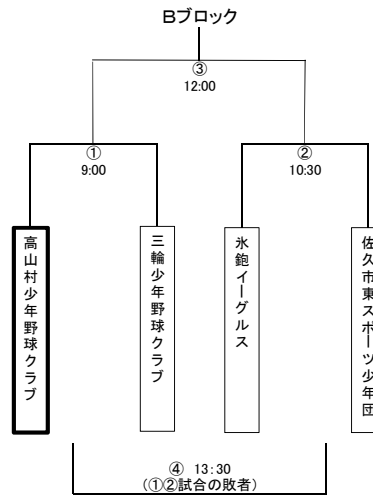 Bブロック
③
12:00
①
9:00
②
10:30
高山村少年野球クラブ
三輪少年野球クラブ
氷鉋イーグルス
佐久市東スポーツ少年団
④ 13:30
(①②試合の敗者)